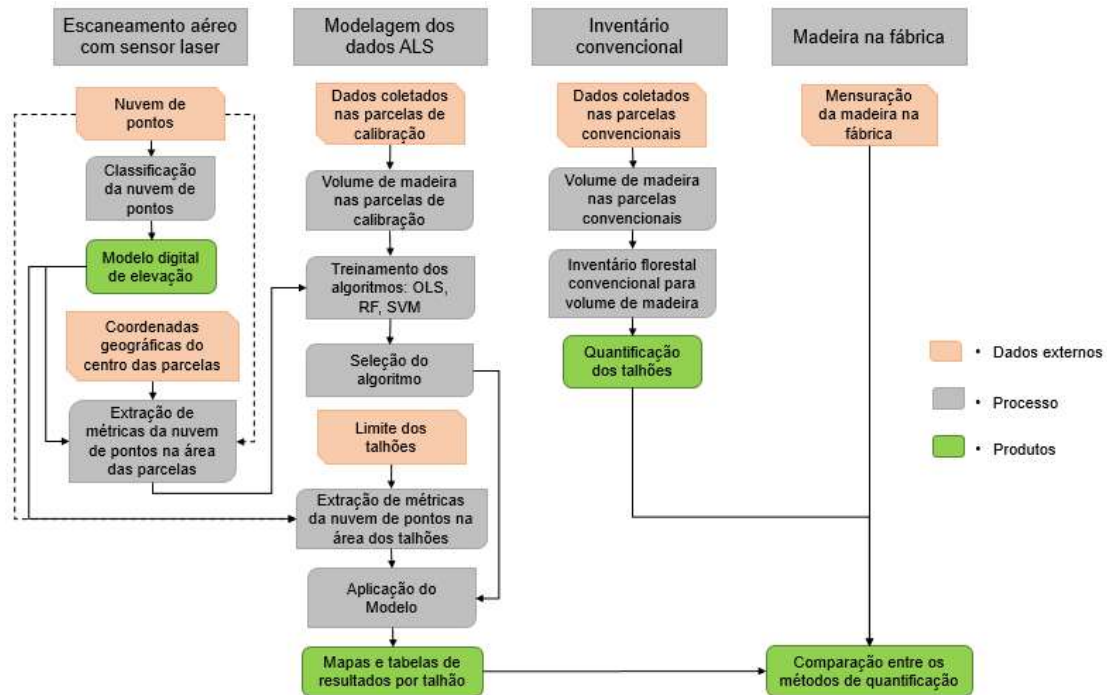 Escaneamento aéreo
com sensor laser
Modelagem dos
dados ALS
Inventário
convencional
Madeira na fábrica
Nuvem de
pontos
Classificação
da nuvem de
pontos
Modelo digital
de elevação
Coordenadas
geográficas do
centro das parcelas
Extração de
métricas da nuvem
de pontos na área
das parcelas
Dados coletados
nas parcelas de
calibração
Volume de madeira
nas parcelas de
calibração
Treinamento dos
algoritmos: OLS,
RF, SVM
Seleção do
algoritmo
Limite dos
talhões
Extração de métricas
da nuvem de pontos na
área dos talhões
Aplicação do
Modelo
Mapas e tabelas de
resultados por talhão
Dados coletados
nas parcelas
convencionais
Volume de madeira
nas parcelas
convencionais
Inventário florestal
convencional para
volume de madeira
Quantificação
dos talhões
Mensuração
da madeira na
fábrica
Comparação entre os
métodos de quantificação
• Dados externos
• Processo
• Produtos